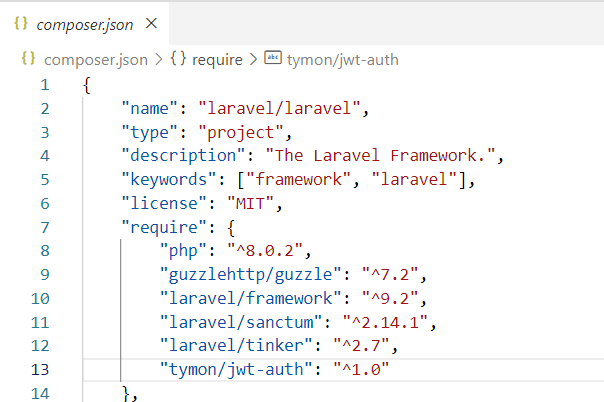 composer.json
composer.json > {} require > abc tymon/jwt-auth
1 {
2 "name": "laravel/laravel",
3 "type": "project",
4 "description": "The Laravel Framework.",
5 "keywords": ["framework", "laravel"],
6 "license": "MIT",
7 "require": {
8 "php": "^8.0.2",
9 "guzzlehttp/guzzle": "^7.2",
10 "laravel/framework": "^9.2",
11 "laravel/sanctum": "^2.14.1",
12 "laravel/tinker": "^2.7",
13 "tymon/jwt-auth": "^1.0"
14 },